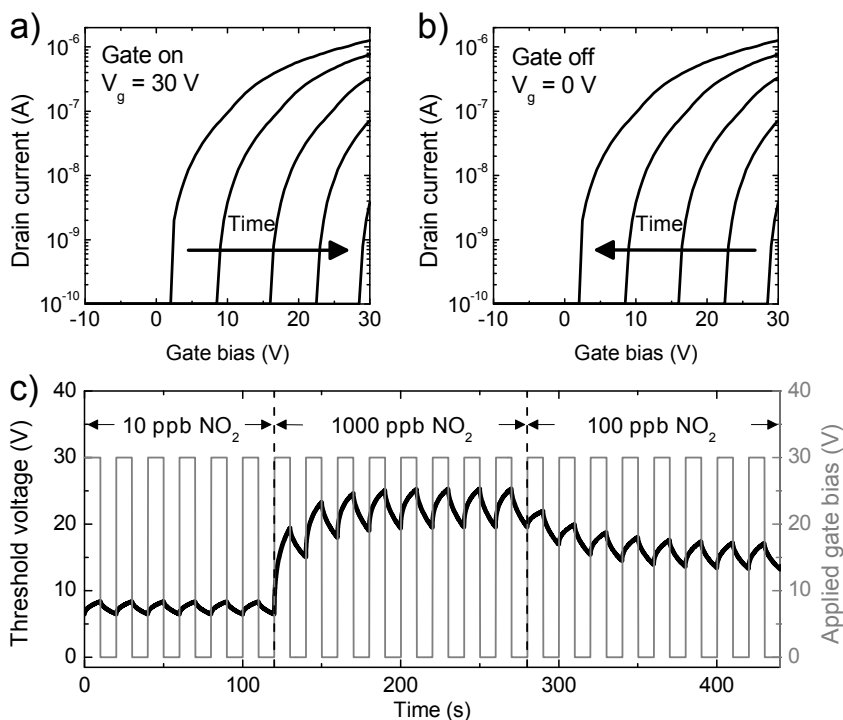 a)
Gate on
V_g = 30 V
Time
Drain current (A)
10^-6
10^-7
10^-8
10^-9
10^-10
-10 0 10 20 30
Gate bias (V)
b)
Gate off
V_g = 0 V
Time
Drain current (A)
10^-6
10^-7
10^-8
10^-9
10^-10
-10 0 10 20 30
Gate bias (V)
c)
10 ppb NO₂ 1000 ppb NO₂ 100 ppb NO₂
Threshold voltage (V)
40
30
20
10
0
0 100 200 300 400
Time (s)
40
30
20
10
0
Applied gate bias (V)